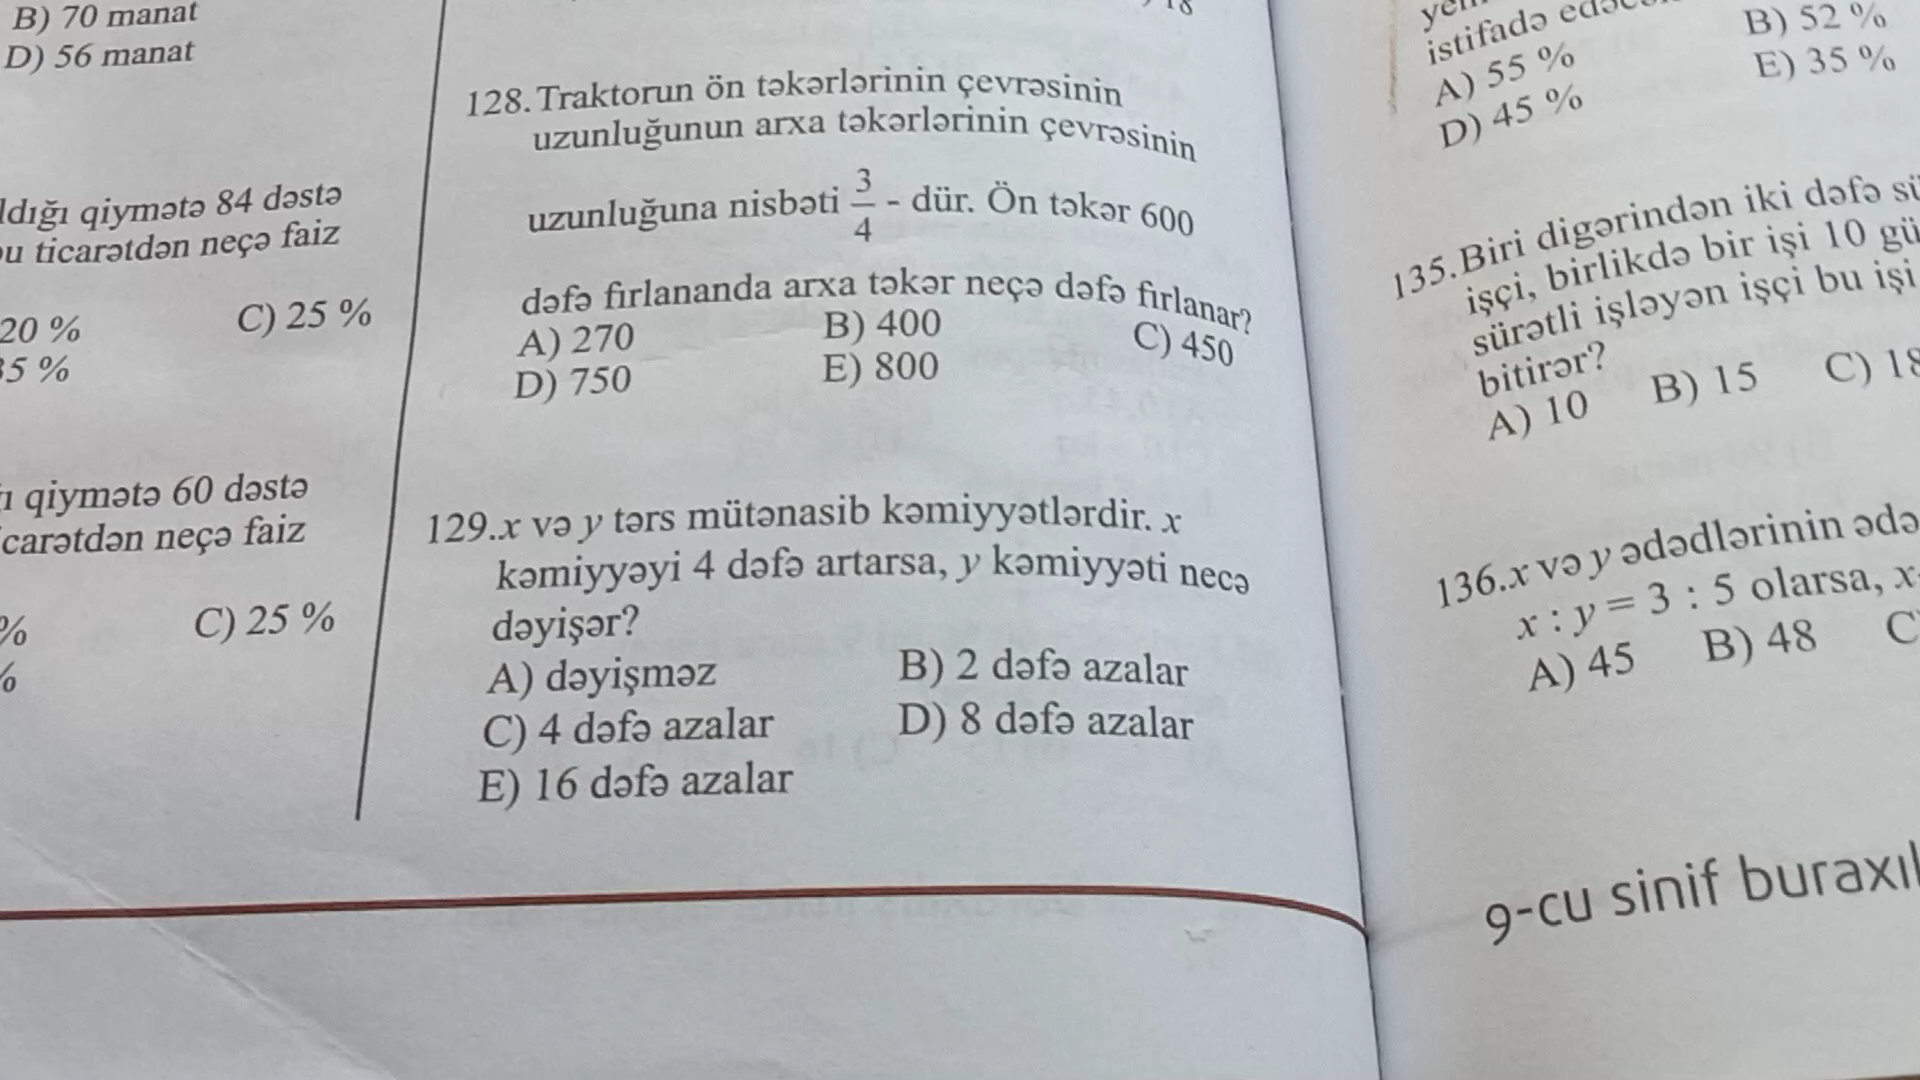 B) 70 manat
D) 56 manat
qiymətə 84 dəstə
ticarətdən neçə faiz
20 %
C) 25 %
5 %
qiymətə 60 dəstə
neçə faiz
%
C) 25 %
128. Traktorun ön təkərlərinin çevrəsinin
uzunluğunun arxa təkərlərinin çevrəsinin
uzunluğuna nisbəti 3/4 - dür. Ön təkər 600
dəfə fırlananda arxa təkər neçə dəfə fırlanar?
A) 270 B) 400 C) 450
D) 750 E) 800
129..x və y tərs mütənasib kəmiyyətlərdir. x
kəmiyyəyi 4 dəfə artarsa, y kəmiyyəti necə
dəyişər?
A) dəyişməz B) 2 dəfə azalar
C) 4 dəfə azalar D) 8 dəfə azalar
E) 16 dəfə azalar
istifadə
A) 55 % B) 52 %
D) 45 % E) 35 %
135. Biri digərindən iki dəfə
işçi, birlikdə bir işi 10
sürətli işləyən işçi bu işi
bitirər?
A) 10 B) 15 C)
136..x və y ədədlərinin
x : y = 3 : 5 olarsa,
A) 45 B) 48
9-cu sinif